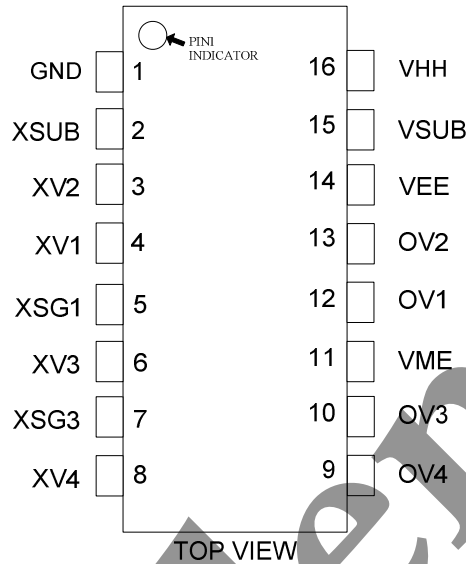 PIN1
INDICATOR
GND 1 16 VHH
XSUB 2 15 VSUB
XV2 3 14 VEE
XV1 4 13 OV2
XSG1 5 12 OV1
XV3 6 11 VME
XSG3 7 10 OV3
XV4 8 9 OV4
TOP VIEW